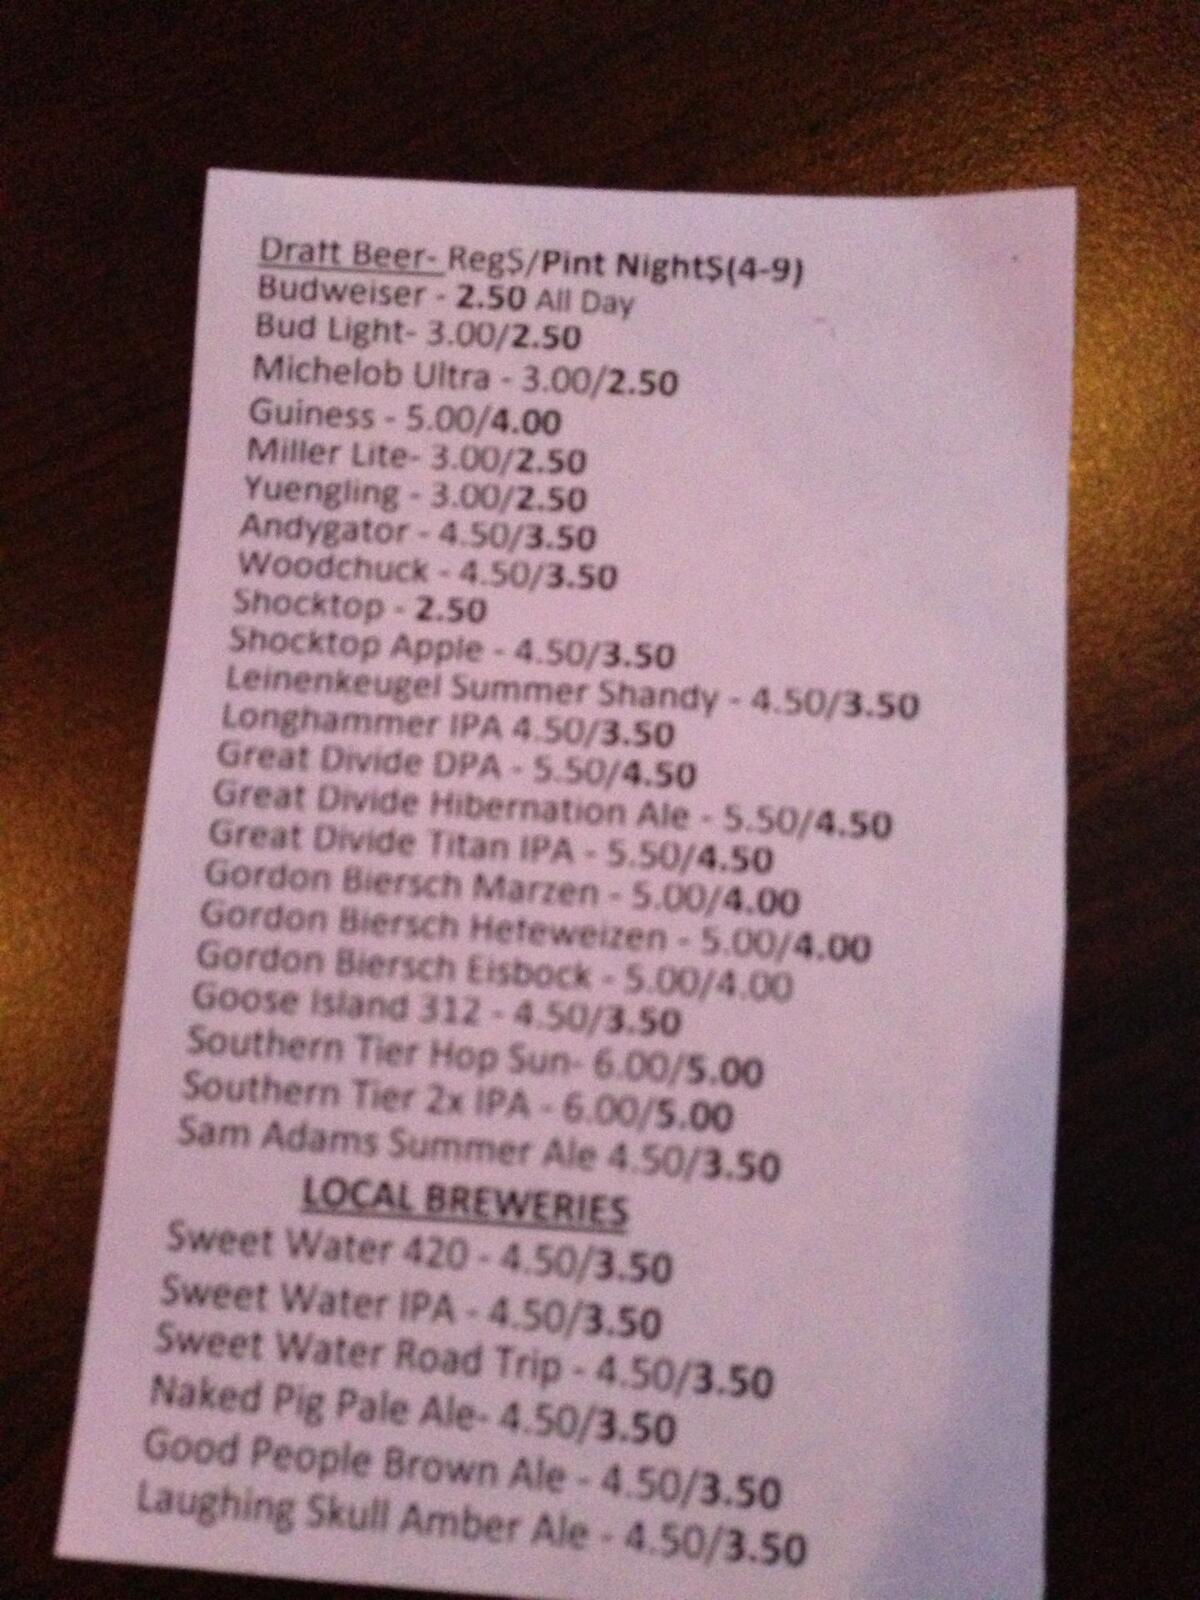 Draft Beer- Reg$/Pint Night$(4-9)
Budweiser - 2.50 All Day
Bud Light- 3.00/2.50
Michelob Ultra - 3.00/2.50
Guiness - 5.00/4.00
Miller Lite- 3.00/2.50
Yuengling - 3.00/2.50
Andygator - 4.50/3.50
Woodchuck - 4.50/3.50
Shocktop - 2.50
Shocktop Apple - 4.50/3.50
Leinenkeugel Summer Shandy - 4.50/3.50
Longhammer IPA 4.50/3.50
Great Divide DPA - 5.50/4.50
Great Divide Hibernation Ale - 5.50/4.50
Great Divide Titan IPA - 5.50/4.50
Gordon Biersch Marzen - 5.00/4.00
Gordon Biersch Hefeweizen - 5.00/4.00
Gordon Biersch Eisbock - 5.00/4.00
Goose Island 312 - 4.50/3.50
Southern Tier Hop Sun- 6.00/5.00
Southern Tier 2x IPA - 6.00/5.00
Sam Adams Summer Ale 4.50/3.50
LOCAL BREWERIES
Sweet Water 420 - 4.50/3.50
Sweet Water IPA - 4.50/3.50
Sweet Water Road Trip - 4.50/3.50
Naked Pig Pale Ale- 4.50/3.50
Good People Brown Ale - 4.50/3.50
Laughing Skull Amber Ale - 4.50/3.50